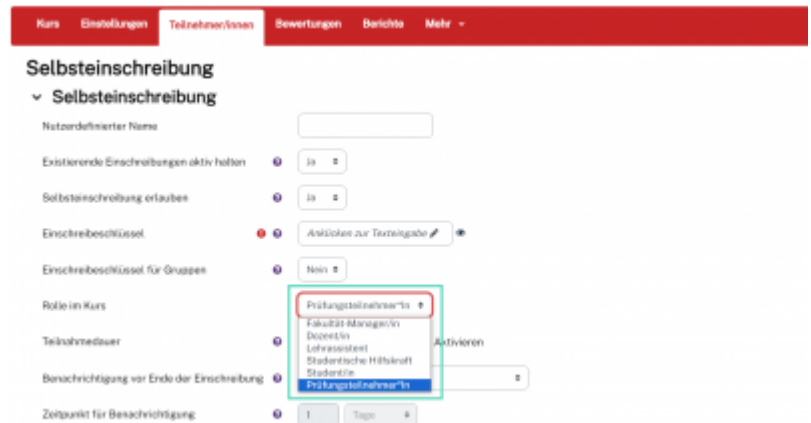 Kurs Einstellungen Teilnehmer/innen Bewertungen Berichte Mehr
Selbsteinschreibung
Selbsteinschreibung
Nutzerdefinierter Name
Existierende Einschreibungen aktiv halten Ja
Selbsteinschreibung erlauben Ja
Einschreibeschlüssel Anklicken zur Texteingabe
Einschreibeschlüssel für Gruppen Nein
Rolle im Kurs Prüfungsteilnehmer*in
Fakultät-Manager/in
Dozent/in
Lehrassistent
Studentische Hilfskraft
Student/in
Prüfungsteilnehmer*in
Teilnahmedauer Aktivieren
Benachrichtigung vor Ende der Einschreibung
Zeitpunkt für Benachrichtigung 1 Tage